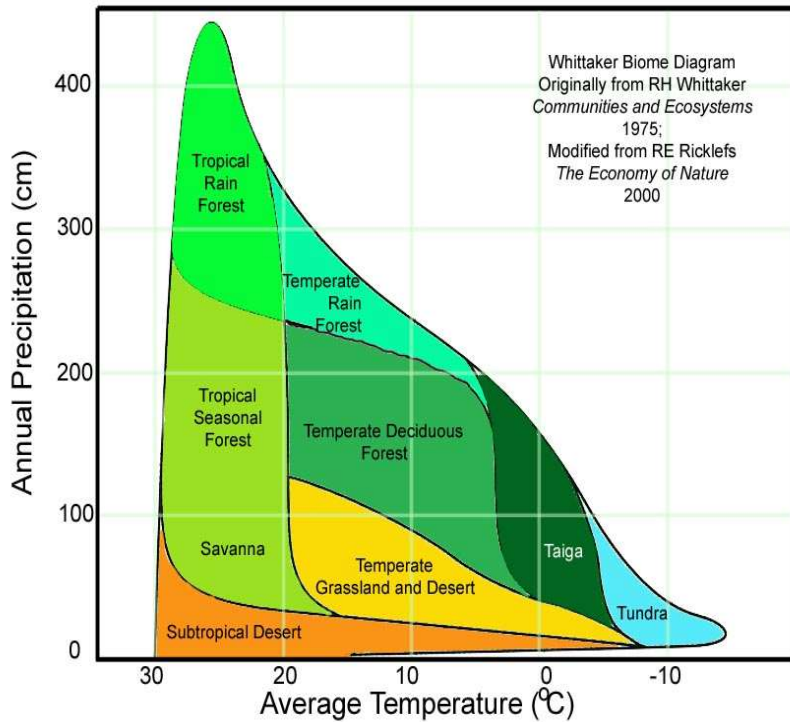 Whittaker Biome Diagram
Originally from RH Whittaker
Communities and Ecosystems
1975;
Modified from RE Ricklefs
The Economy of Nature
2000
Annual Precipitation (cm)
400
300
200
100
0
Tropical
Rain
Forest
Temperate
Rain
Forest
Tropical
Seasonal
Forest
Temperate Deciduous
Forest
Savanna
Temperate
Grassland and Desert
Taiga
Tundra
Subtropical Desert
30
20
10
0
-10
Average Temperature (°C)